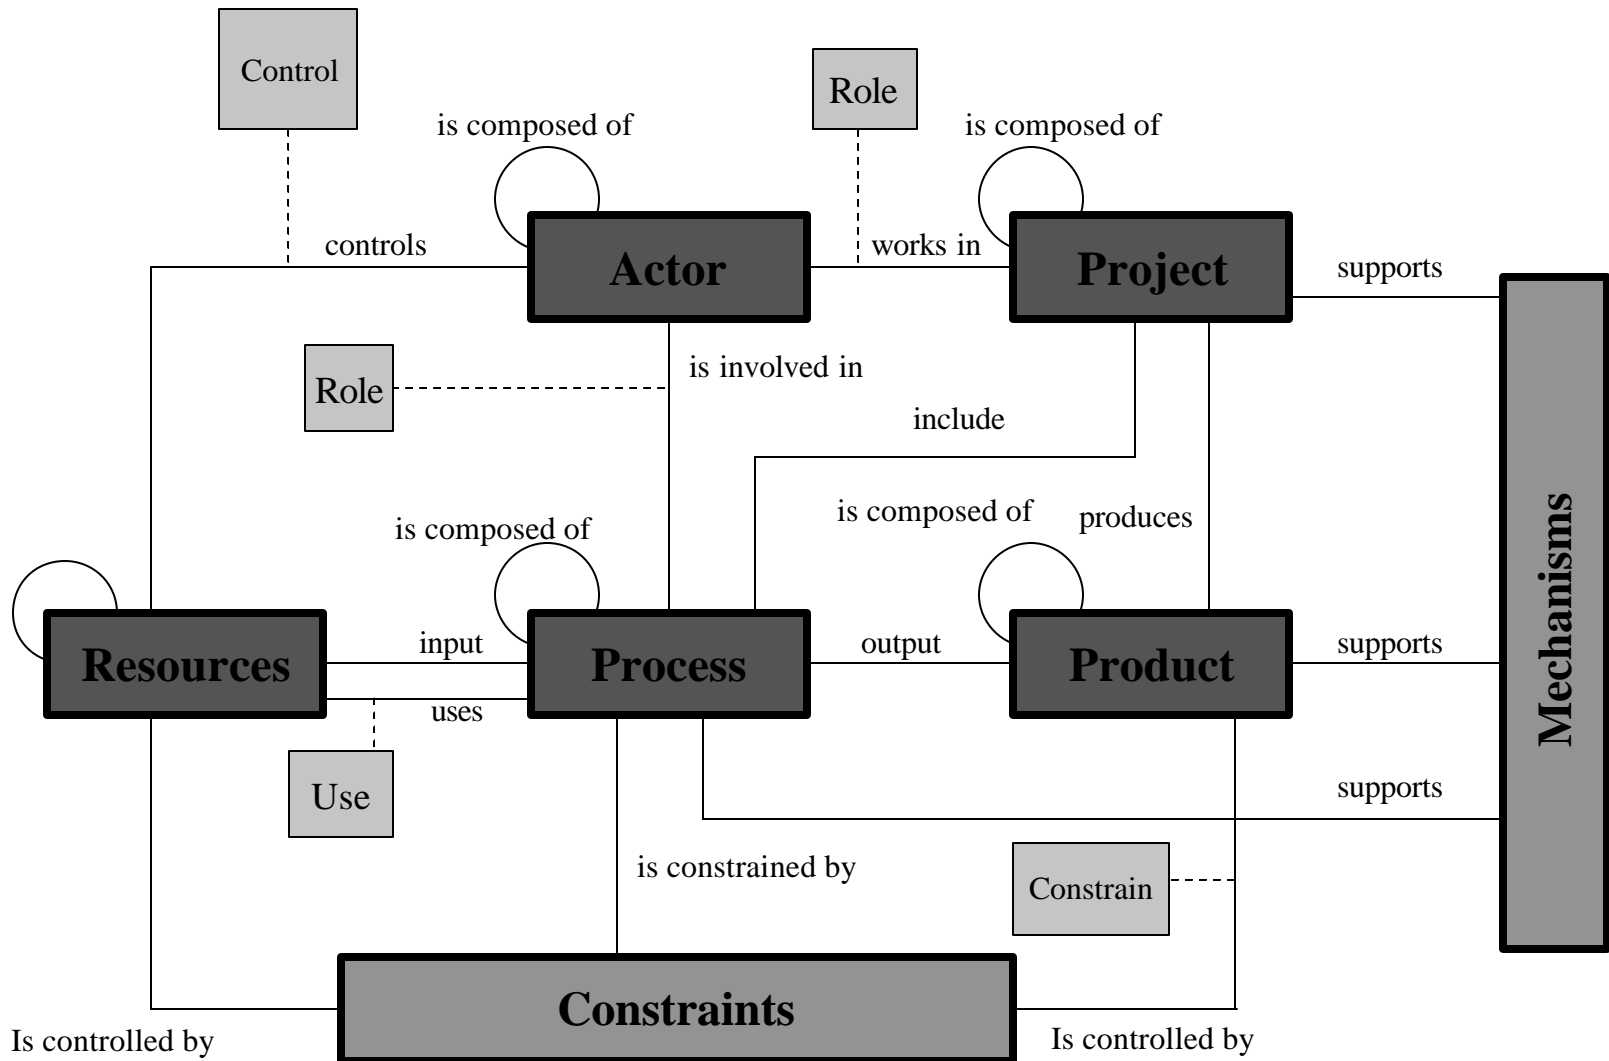 Control
Role
is composed of
is composed of
controls
Actor
works in
Project
supports
Role
is involved in
include
is composed of
is composed of
produces
Mechanisms
Resources
input
Process
output
Product
supports
uses
Use
supports
is constrained by
Constrain
Constraints
Is controlled by
Is controlled by